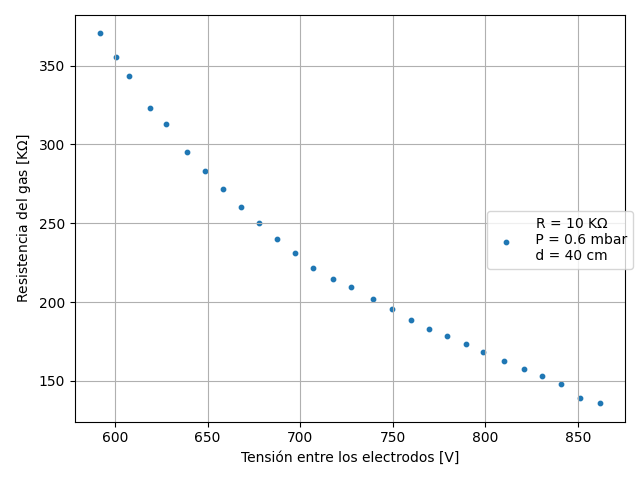 350
300
250
200
150
Resistencia del gas [KΩ]
R = 10 KΩ
P = 0.6 mbar
d = 40 cm
600 650 700 750 800 850
Tensión entre los electrodos [V]